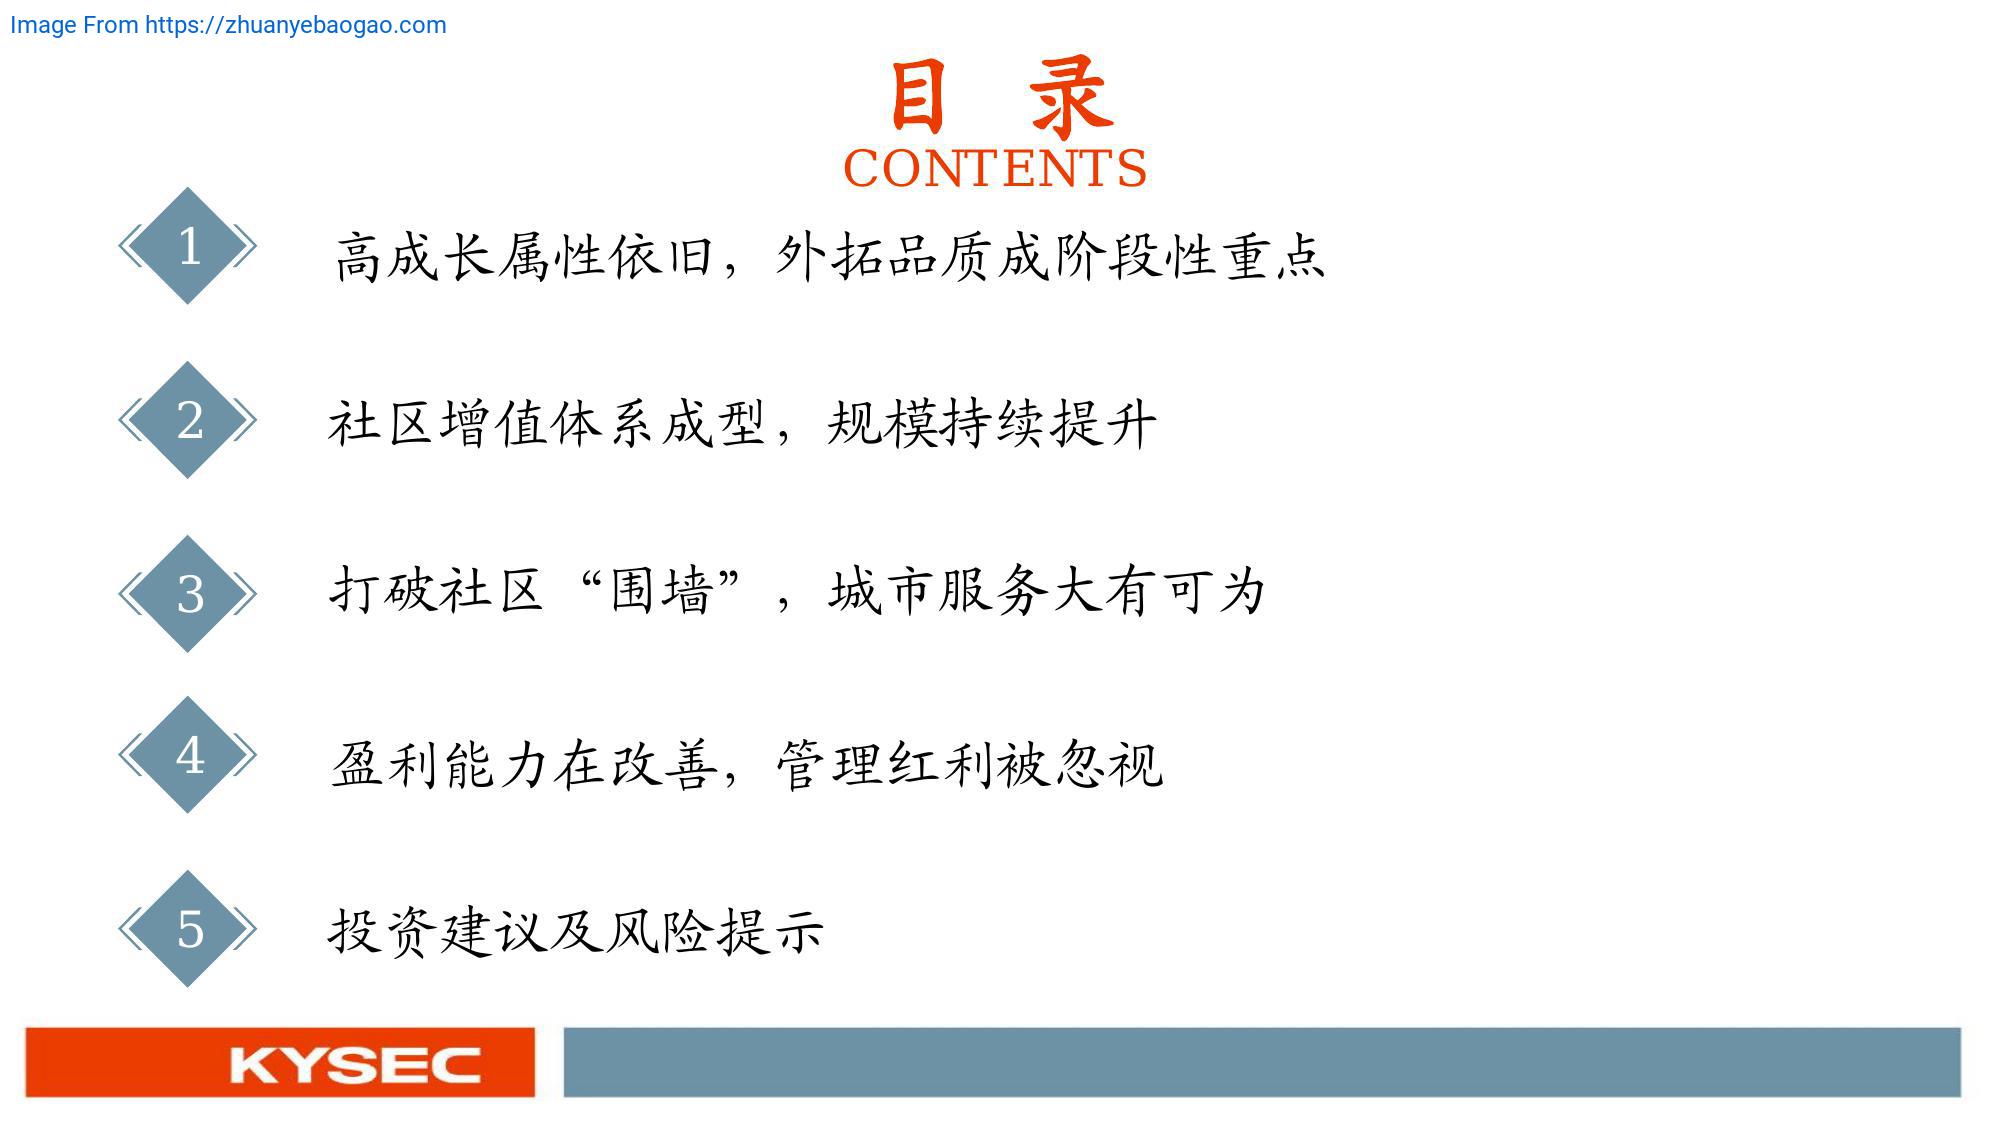 Image From https://zhuanyebaogao.com
目 录
CONTENTS
1 高成长属性依旧，外拓品质成阶段性重点
2 社区增值体系成型，规模持续提升
3 打破社区“围墙”，城市服务大有可为
4 盈利能力在改善，管理红利被忽视
5 投资建议及风险提示
KYSEC